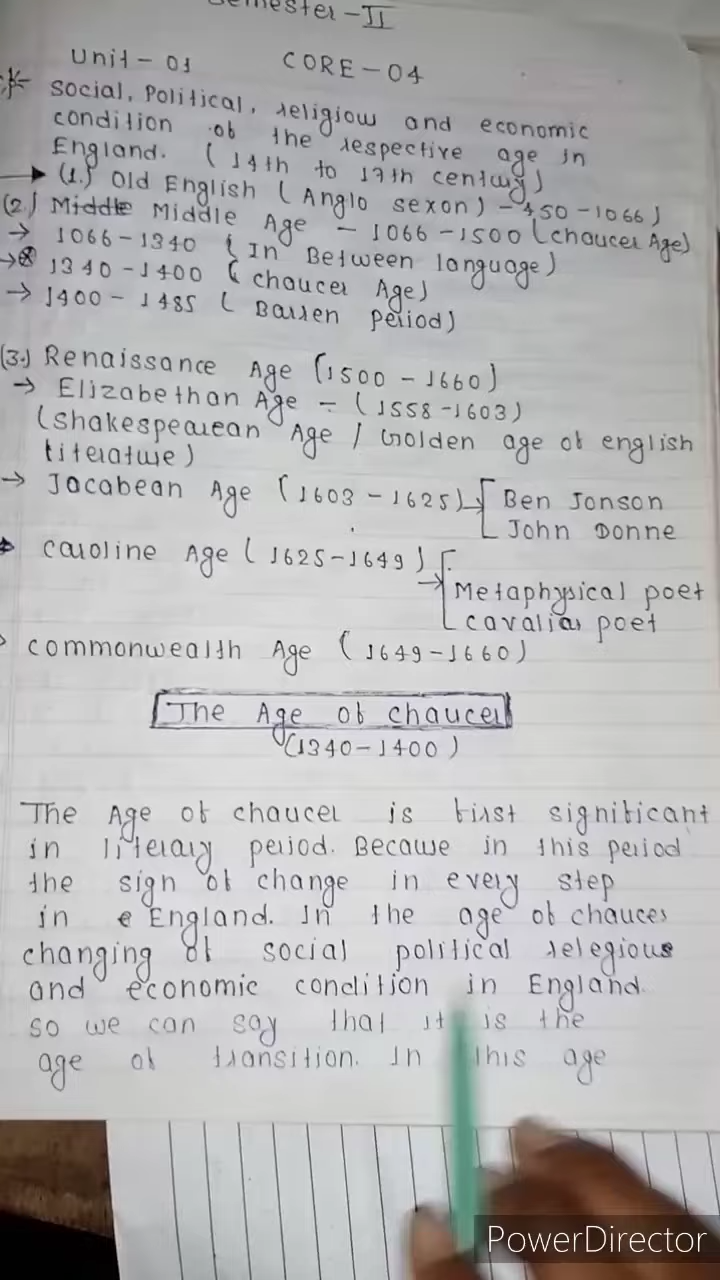 Semester-II
Unit-01 CORE-04
Social, Political, religiow and economic
condition of the respective age in
England. (14th to 17th century)
(1.) Old English (Anglo sexon) - 450-1066)
(2.) Middle Middle Age - 1066-1500 (Chaucer Age)
→ 1066-1340 (In Between language)
→ 1340-1400 (Chaucer Age)
→ 1400-1485 (Barren Period)
(3.) Renaissance Age (1500-1660)
→ Elizabethan Age - (1558-1603)
(Shakespearean Age / Golden age of english
literature)
→ Jacabean Age (1603-1625) → Ben Jonson
John Donne
Caroline Age (1625-1649) →
Metaphysical poet
Cavalier poet
Commonwealth Age (1649-1660)
The Age of Chaucer
(1340-1400)
The Age of chaucer is first significant
in literary period. Because in this period
the sign of change in every step
in e England. In the age of chaucer
changing of social political relegious
and economic condition in England.
so we can say that it is the
age of transition. In this age
PowerDirector